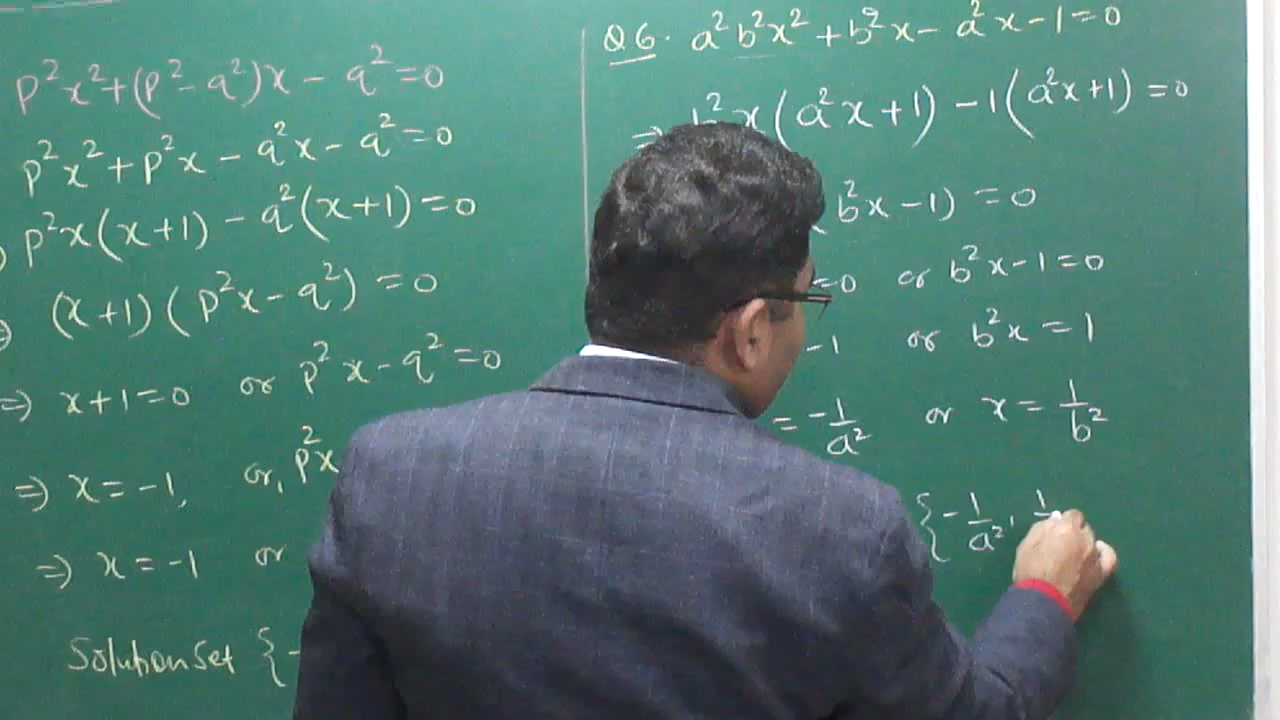 p²x²+(p²-q²)x - q²=0
p²x²+p²x - q²x - q²=0
p²x(x+1) - q²(x+1)=0
⇒ (x+1)(p²x-q²)=0
⇒ x+1=0 or p²x-q²=0
⇒ x=-1, or, p²x
⇒ x=-1 or
Solution Set {-
Q6. a²b²x²+b²x-a²x-1=0
⇒ b²x(a²x+1)-1(a²x+1)=0
b²x-1)=0
=0 or b²x-1=0
-1 or b²x=1
= -1/a² or x=1/b²
{-1/a², 1